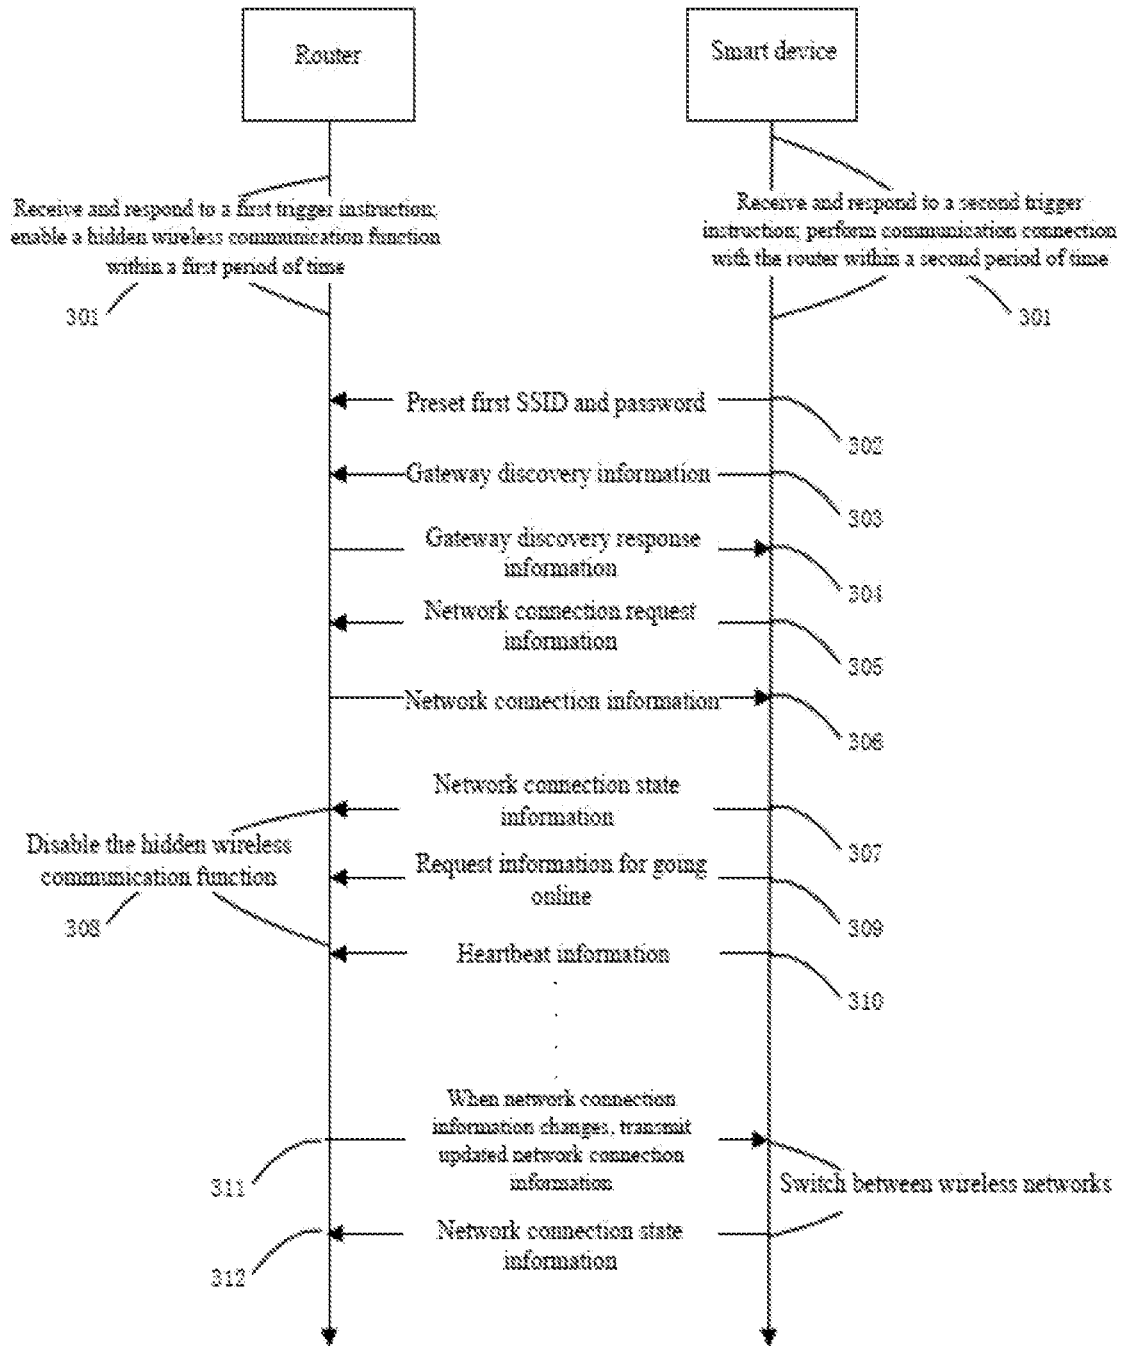 Router
Smart device
Receive and respond to a first trigger instruction;
enable a hidden wireless communication function
within a first period of time
301
Receive and respond to a second trigger
instruction; perform communication connection
with the router within a second period of time
301
Preset first SSID and password
302
Gateway discovery information
303
Gateway discovery response
information
304
Network connection request
information
305
Network connection information
306
Network connection state
information
307
Disable the hidden wireless
communication function
308
Request information for going
online
309
Heartbeat information
310
When network connection
information changes, transmit
updated network connection
information
311
Switch between wireless networks
Network connection state
information
312